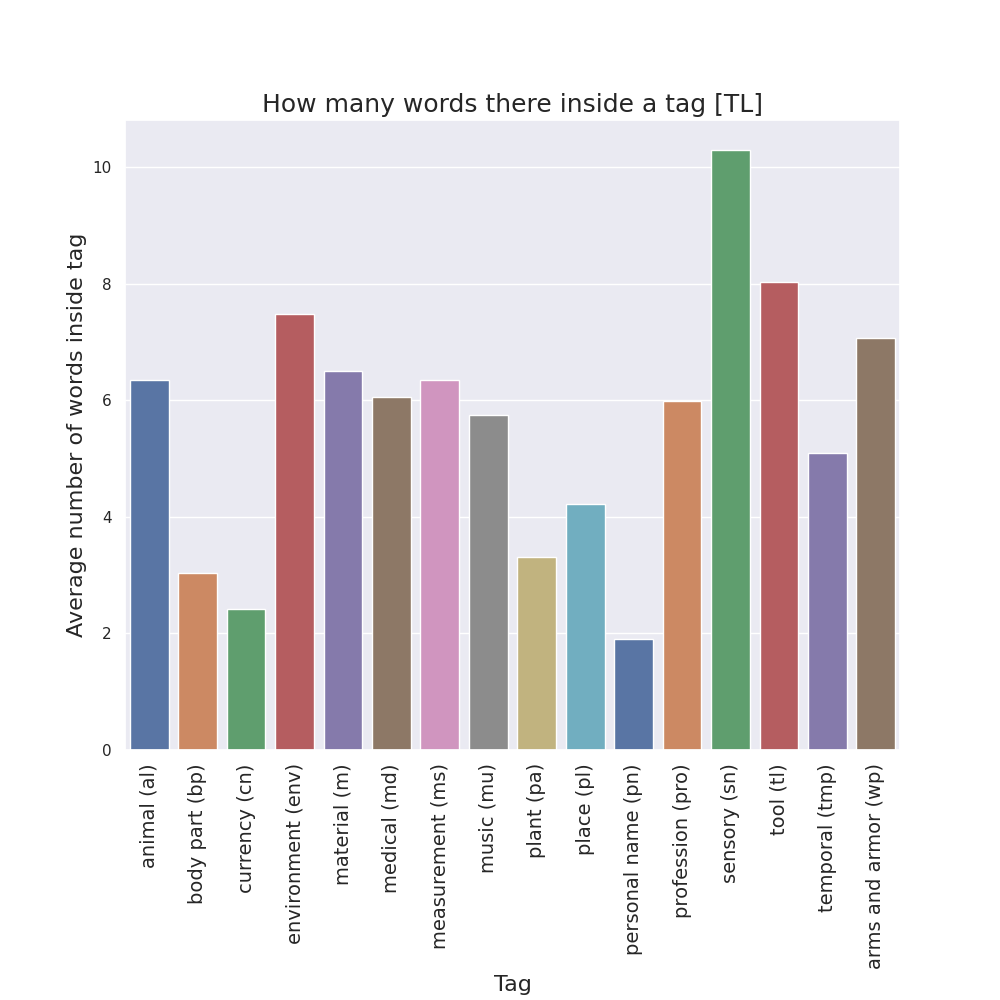 How many words there inside a tag [TL]
Average number of words inside tag
10
8
6
4
2
0
animal (al)
body part (bp)
currency (cn)
environment (env)
material (m)
medical (md)
measurement (ms)
music (mu)
plant (pa)
place (pl)
personal name (pn)
profession (pro)
sensory (sn)
tool (tl)
temporal (tmp)
arms and armor (wp)
Tag